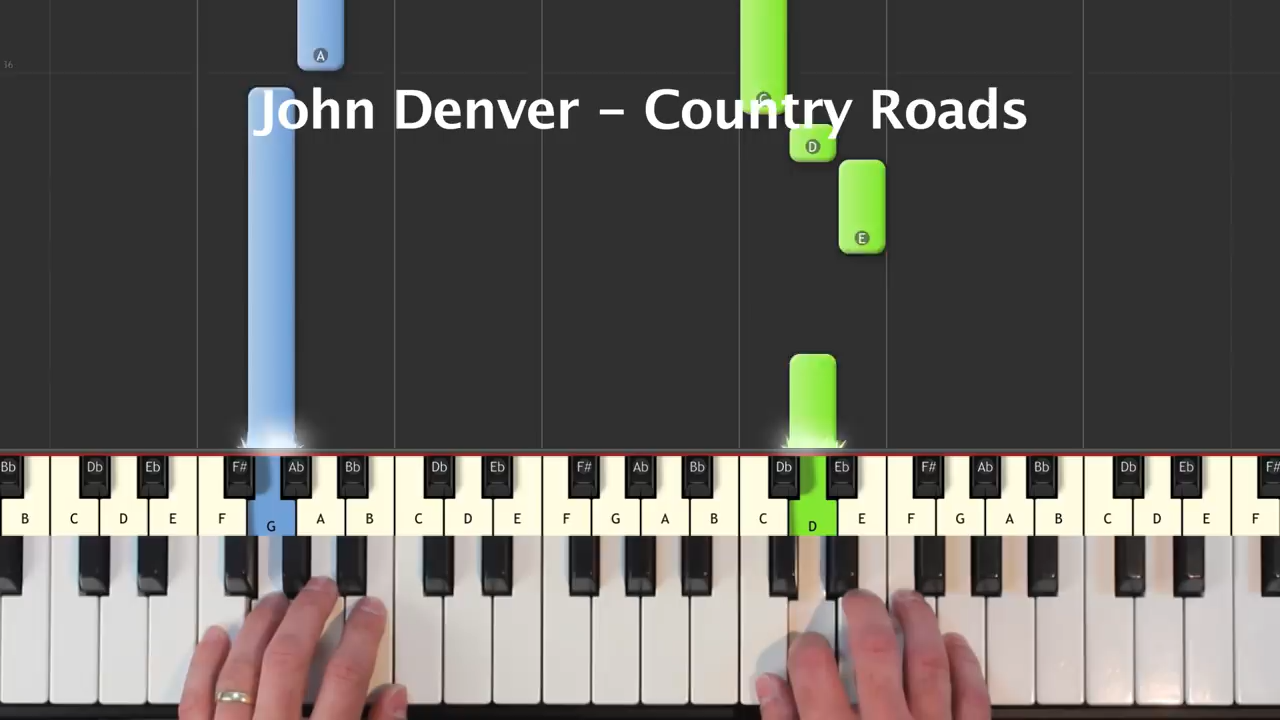 A
16
John Denver – Country Roads
C
D
E
Bb Db Eb F# Ab Bb Db Eb F# Ab Bb Db Eb F# Ab Bb Db Eb F#
B C D E F G A B C D E F G A B C D E F G A B C D E F